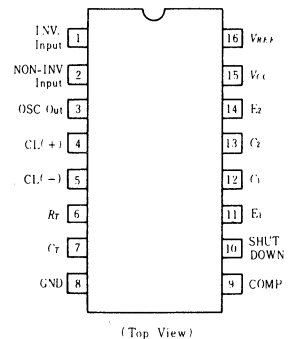 INV.
Input
1
16
VREF
NON-INV
Input
2
15
VCC
OSC Out
3
14
E2
CL(+)
4
13
C2
CL(-)
5
12
C1
RT
6
11
E1
CT
7
10
SHUT
DOWN
GND
8
9
COMP
(Top View)